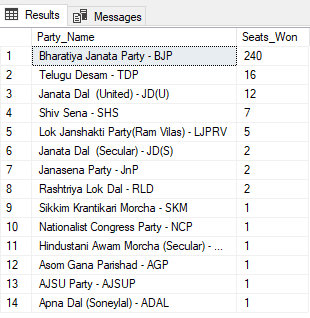 Results Messages
Party_Name Seats_Won
1 Bharatiya Janata Party - BJP 240
2 Telugu Desam - TDP 16
3 Janata Dal  (United) - JD(U) 12
4 Shiv Sena - SHS 7
5 Lok Janshakti Party(Ram Vilas) - LJPRV 5
6 Janata Dal  (Secular) - JD(S) 2
7 Janasena Party - JnP 2
8 Rashtriya Lok Dal - RLD 2
9 Sikkim Krantikari Morcha - SKM 1
10 Nationalist Congress Party - NCP 1
11 Hindustani Awam Morcha (Secular) - ... 1
12 Asom Gana Parishad - AGP 1
13 AJSU Party - AJSUP 1
14 Apna Dal (Soneylal) - ADAL 1